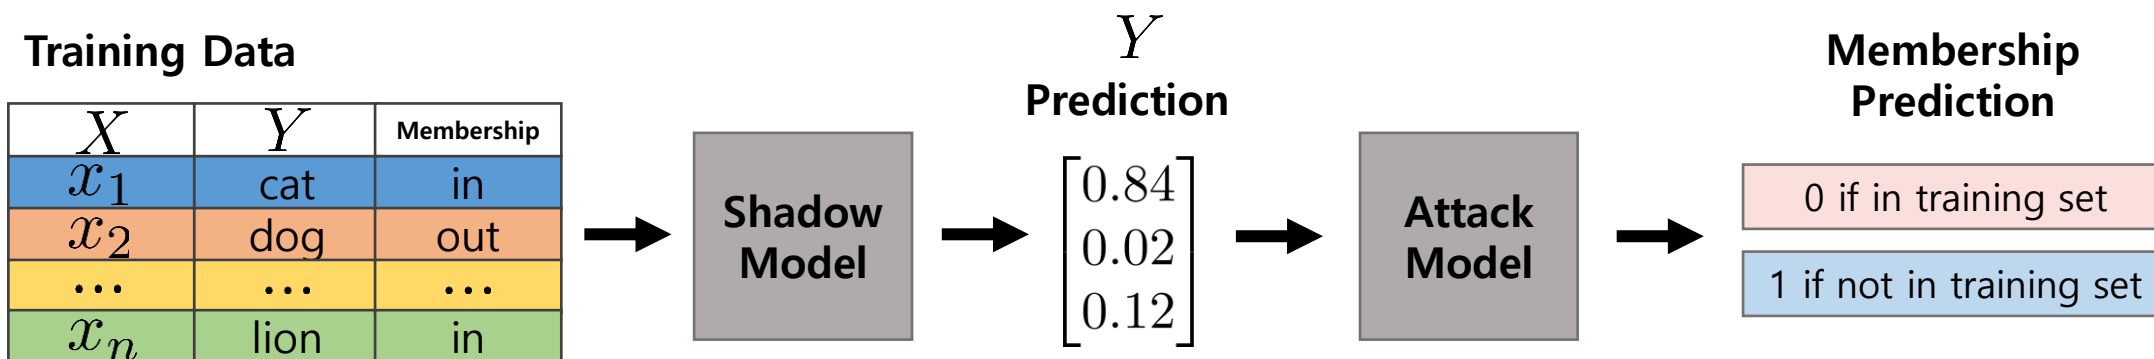 Training Data
X Y Membership
x1 cat in
x2 dog out
... ... ...
xn lion in
Shadow
Model
Y
Prediction
0.84
0.02
0.12
Attack
Model
Membership
Prediction
0 if in training set
1 if not in training set